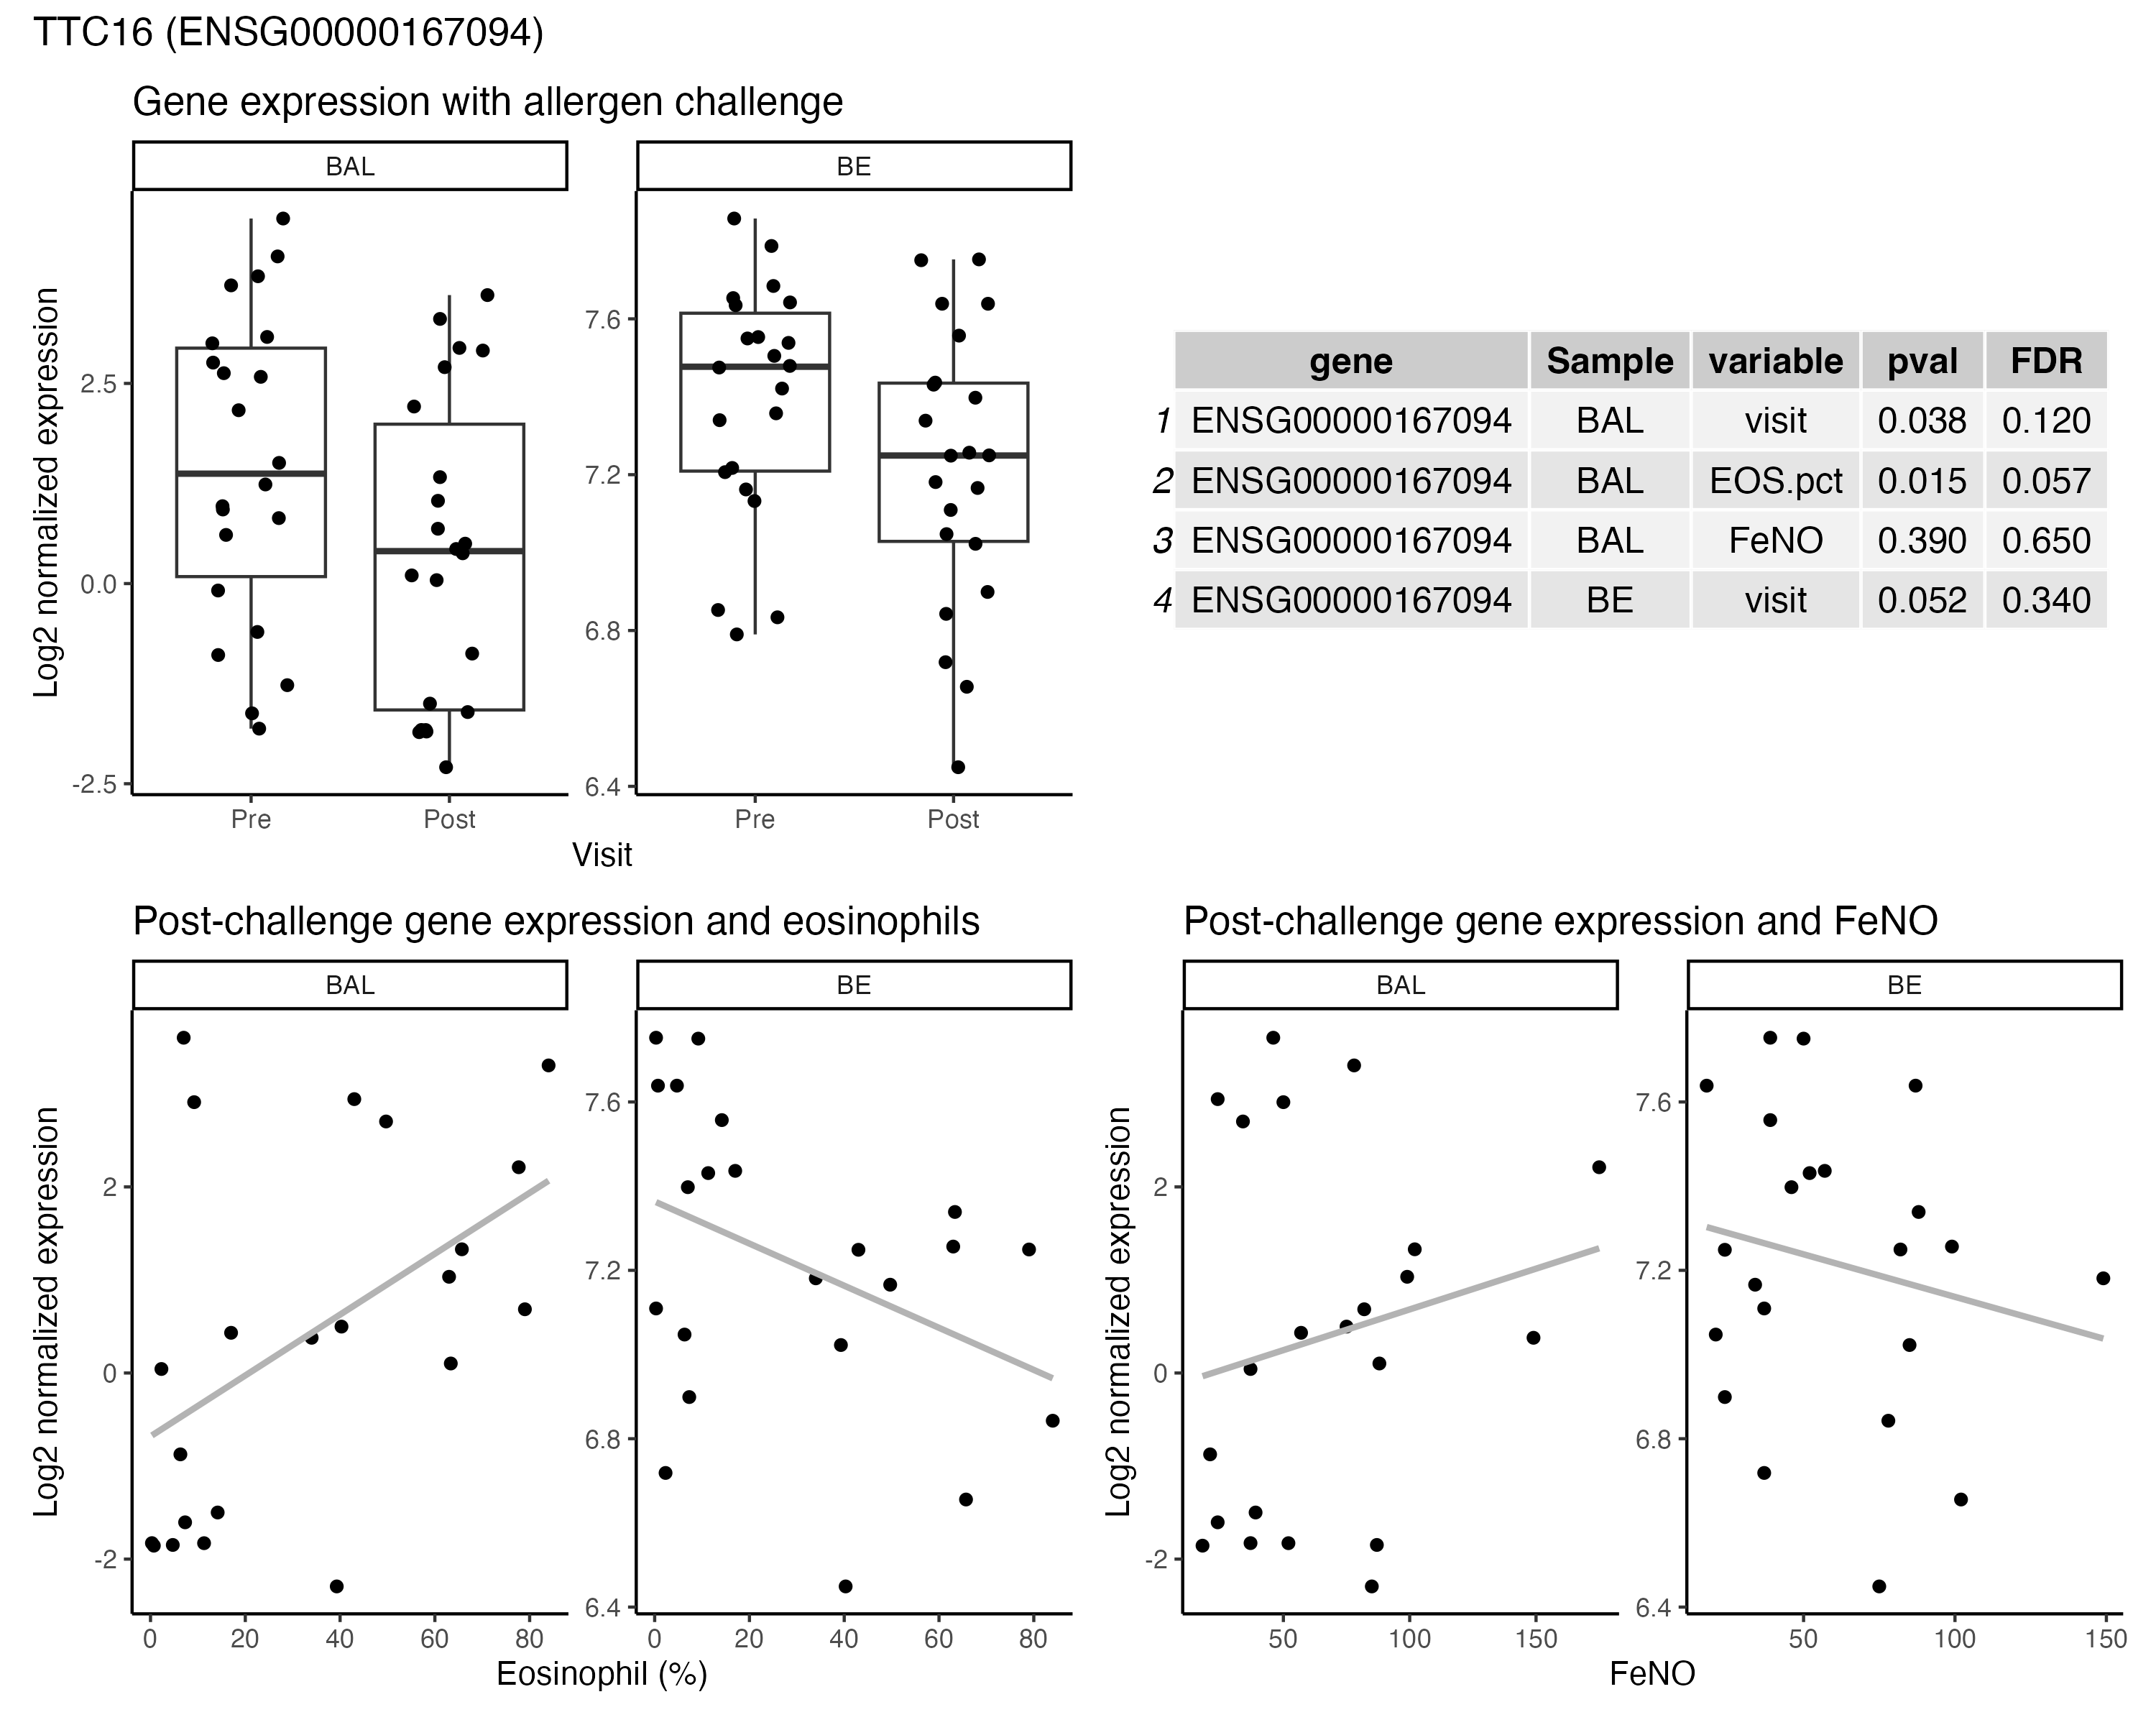 TTC16 (ENSG00000167094)
Gene expression with allergen challenge
BAL
BE
Log2 normalized expression
2.5
0.0
-2.5
7.6
7.2
6.8
6.4
Pre
Post
Pre
Post
Visit
gene Sample variable pval FDR
1 ENSG00000167094 BAL visit 0.038 0.120
2 ENSG00000167094 BAL EOS.pct 0.015 0.057
3 ENSG00000167094 BAL FeNO 0.390 0.650
4 ENSG00000167094 BE visit 0.052 0.340
Post-challenge gene expression and eosinophils
BAL
BE
Log2 normalized expression
2
0
-2
7.6
7.2
6.8
6.4
0 20 40 60 80
0 20 40 60 80
Eosinophil (%)
Post-challenge gene expression and FeNO
BAL
BE
Log2 normalized expression
2
0
-2
7.6
7.2
6.8
6.4
50 100 150
50 100 150
FeNO